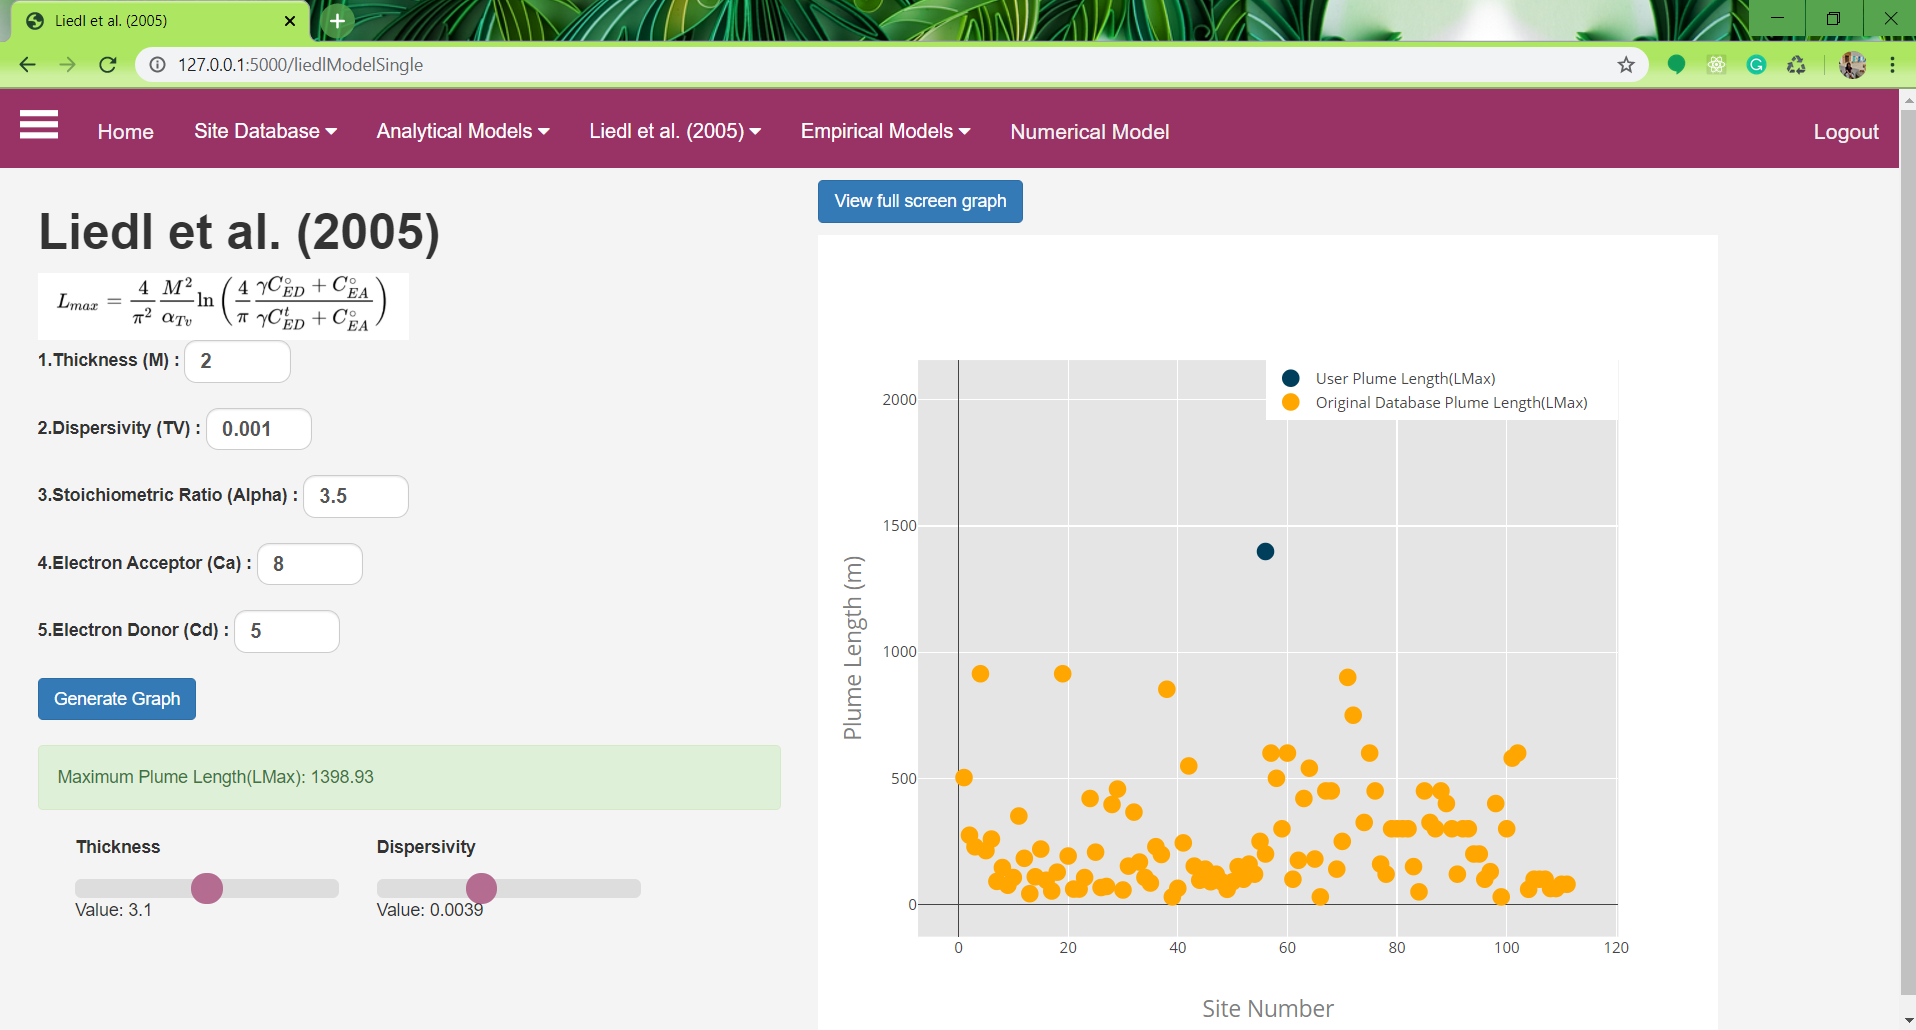 Liedl et al. (2005)
127.0.0.1:5000/liedlModelSingle
Home Site Database Analytical Models Liedl et al. (2005) Empirical Models Numerical Model Logout
View full screen graph
Liedl et al. (2005)
L_{max} = \frac{4}{\pi^2} \frac{M^2}{\alpha_{Tv}} \ln \left( \frac{4}{\pi} \frac{\gamma C^{\circ}_{ED} + C^{\circ}_{EA}}{\gamma C^{t}_{ED} + C^{\circ}_{EA}} \right)
1.Thickness (M) : 2
2.Dispersivity (TV) : 0.001
3.Stoichiometric Ratio (Alpha) : 3.5
4.Electron Acceptor (Ca) : 8
5.Electron Donor (Cd) : 5
Generate Graph
Maximum Plume Length(LMax): 1398.93
Thickness Dispersivity
Value: 3.1 Value: 0.0039
User Plume Length(LMax)
Original Database Plume Length(LMax)
2000
1500
1000
500
0
Plume Length (m)
0 20 40 60 80 100 120
Site Number